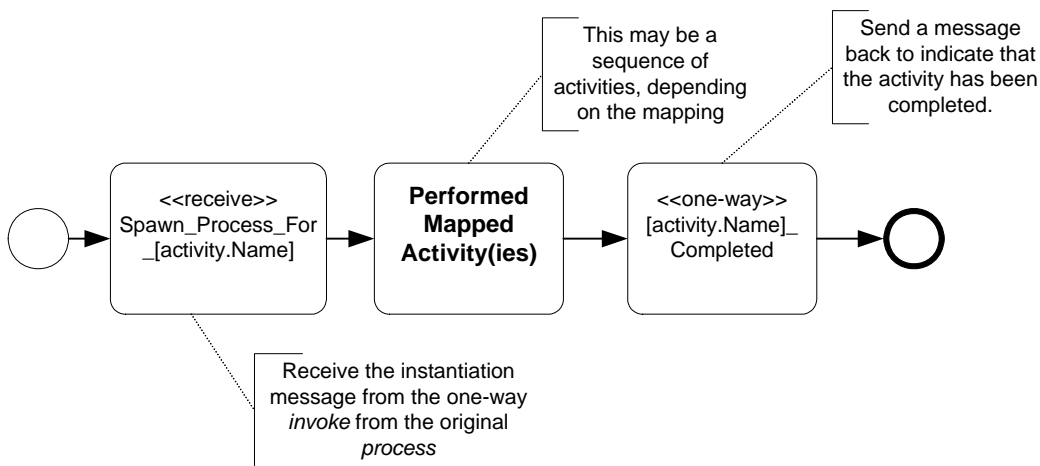 This may be a
sequence of
activities, depending
on the mapping
Send a message
back to indicate that
the activity has been
completed.
<<receive>>
Spawn_Process_For
_[activity.Name]
Performed
Mapped
Activity(ies)
<<one-way>>
[activity.Name]_
Completed
Receive the instantiation
message from the one-way
invoke from the original
process